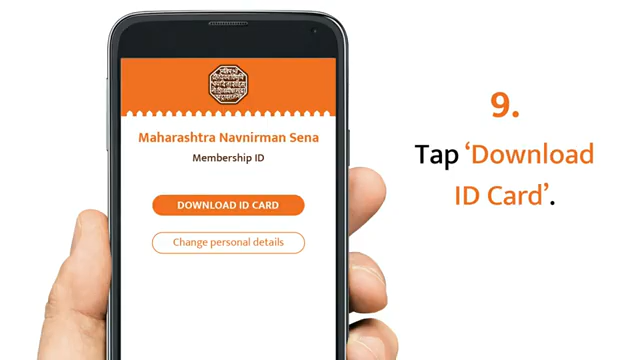 Maharashtra Navnirman Sena
Membership ID
DOWNLOAD ID CARD
Change personal details
9.
Tap ‘Download
ID Card’.